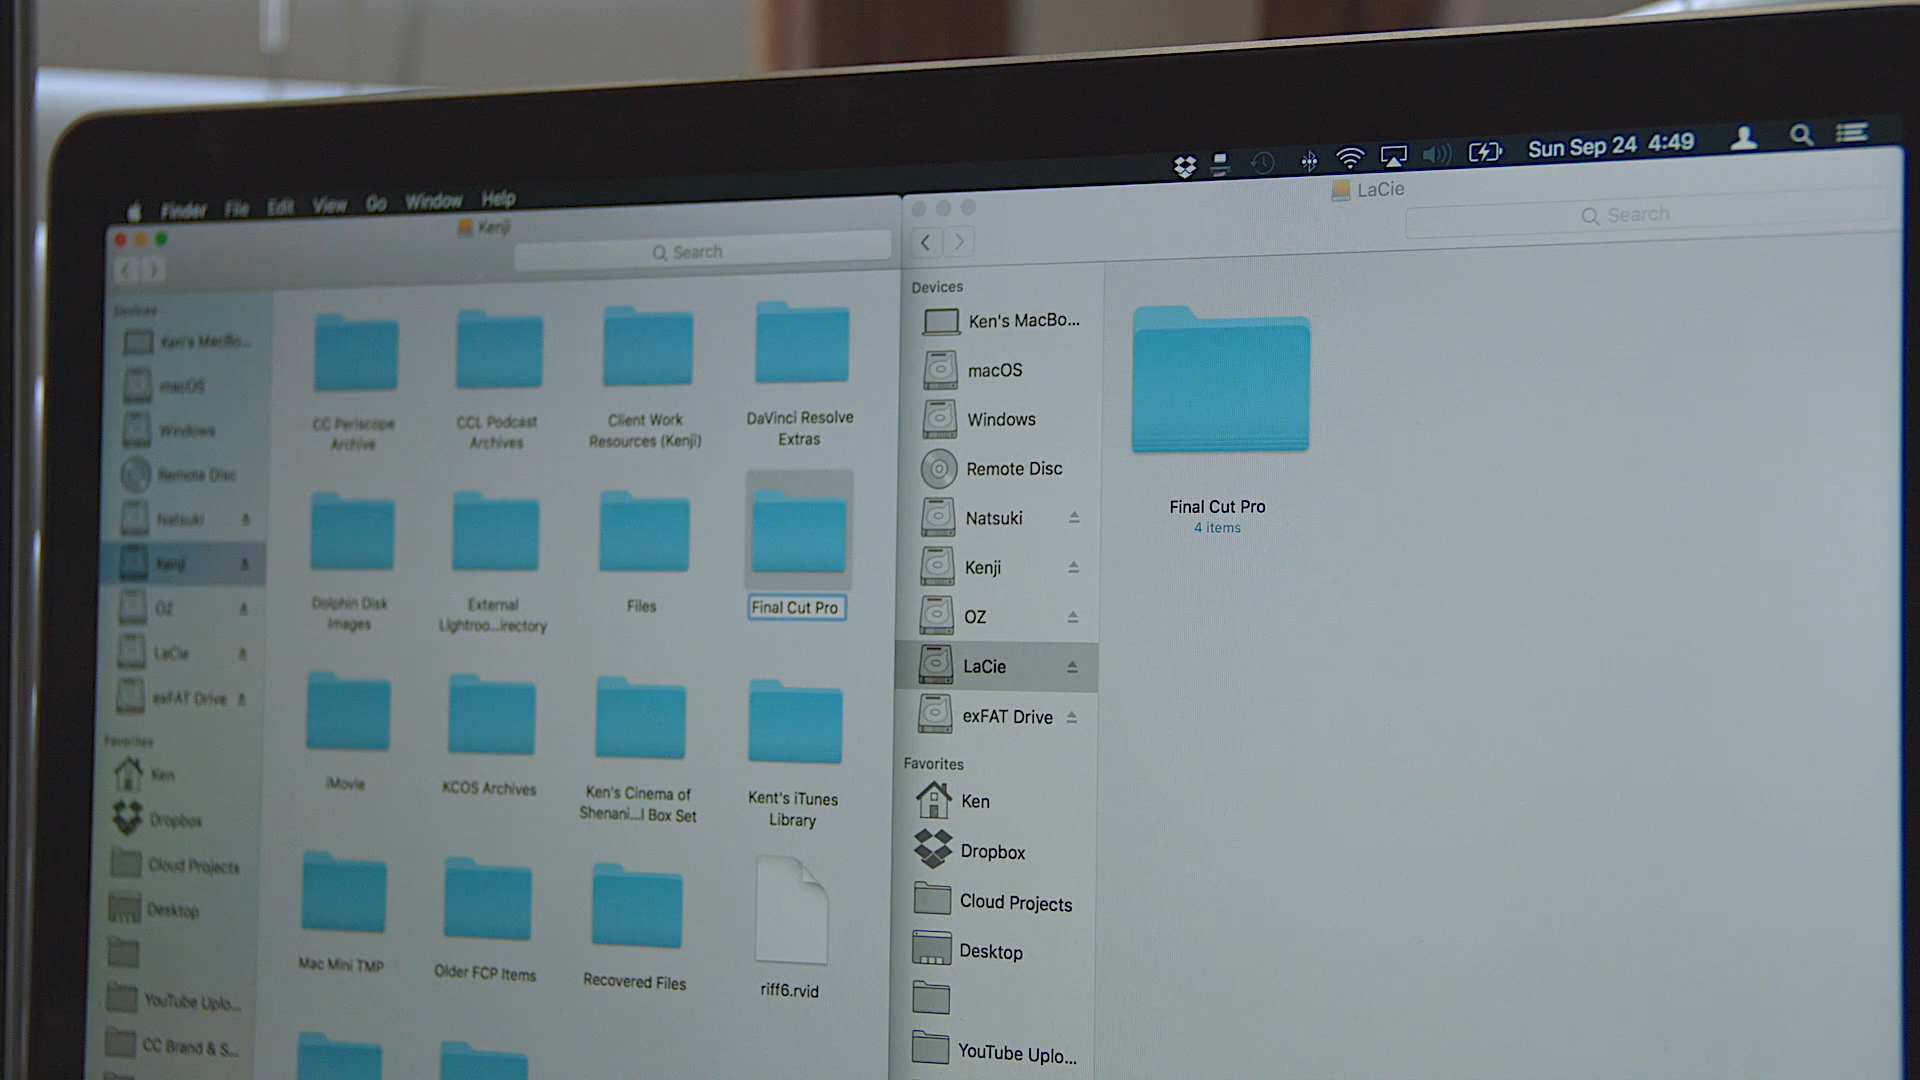 Finder File Edit View Go Window Help
Sun Sep 24 4:49
Kenji
Search
Devices
Ken's MacBo...
macOS
Windows
Remote Disc
Natsuki
Kenji
OZ
LaCie
exFAT Drive
Favorites
Ken
Dropbox
Cloud Projects
Desktop
YouTube Uplo...
CC Brand & S...
CC Periscope
Archive
CCL Podcast
Archives
Client Work
Resources (Kenji)
DaVinci Resolve
Extras
Dolphin Disk
Images
External
Lightroo...irectory
Files
Final Cut Pro
iMovie
KCOS Archives
Ken's Cinema of
Shenani...l Box Set
Kent's iTunes
Library
Mac Mini TMP
Older FCP Items
Recovered Files
riff6.rvid
LaCie
Search
Devices
Ken's MacBo...
macOS
Windows
Remote Disc
Natsuki
Kenji
OZ
LaCie
exFAT Drive
Favorites
Ken
Dropbox
Cloud Projects
Desktop
YouTube Uplo...
Final Cut Pro
4 items